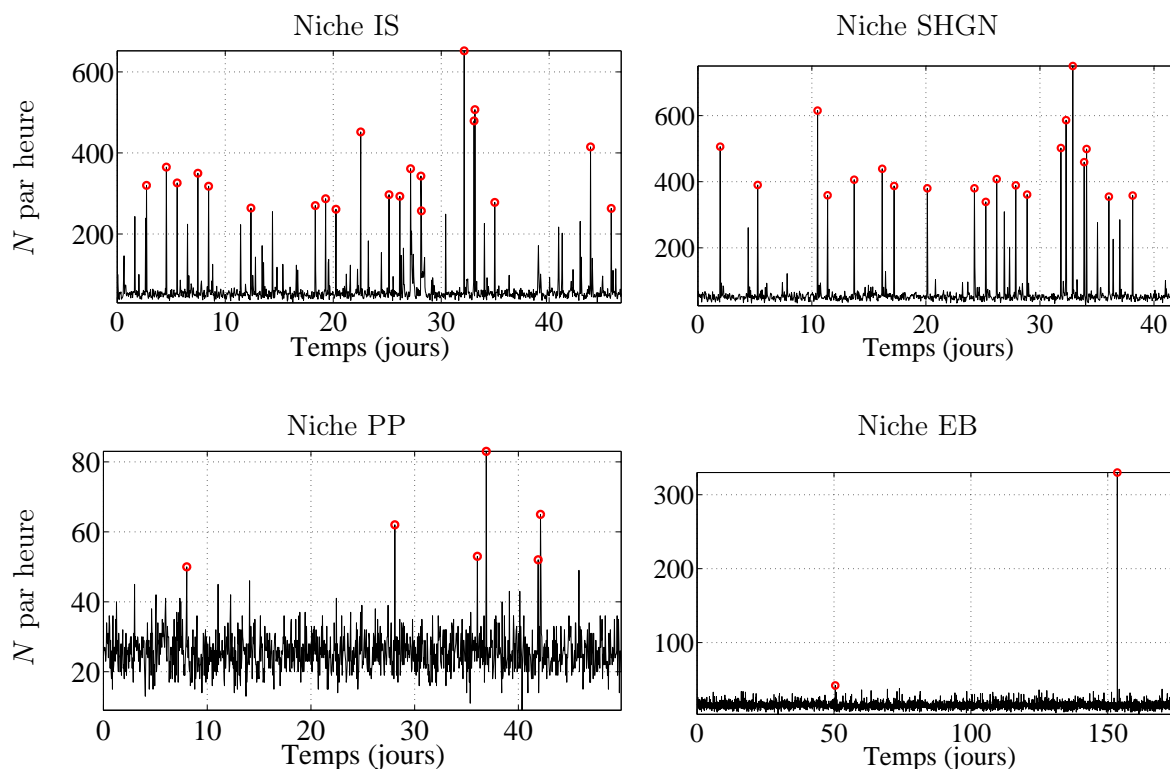 Niche IS
Niche SHGN
N par heure
600
400
200
0 10 20 30 40
Temps (jours)
600
400
200
0 10 20 30 40
Temps (jours)
Niche PP
Niche EB
N par heure
80
60
40
20
0 10 20 30 40
Temps (jours)
300
200
100
0 50 100 150
Temps (jours)